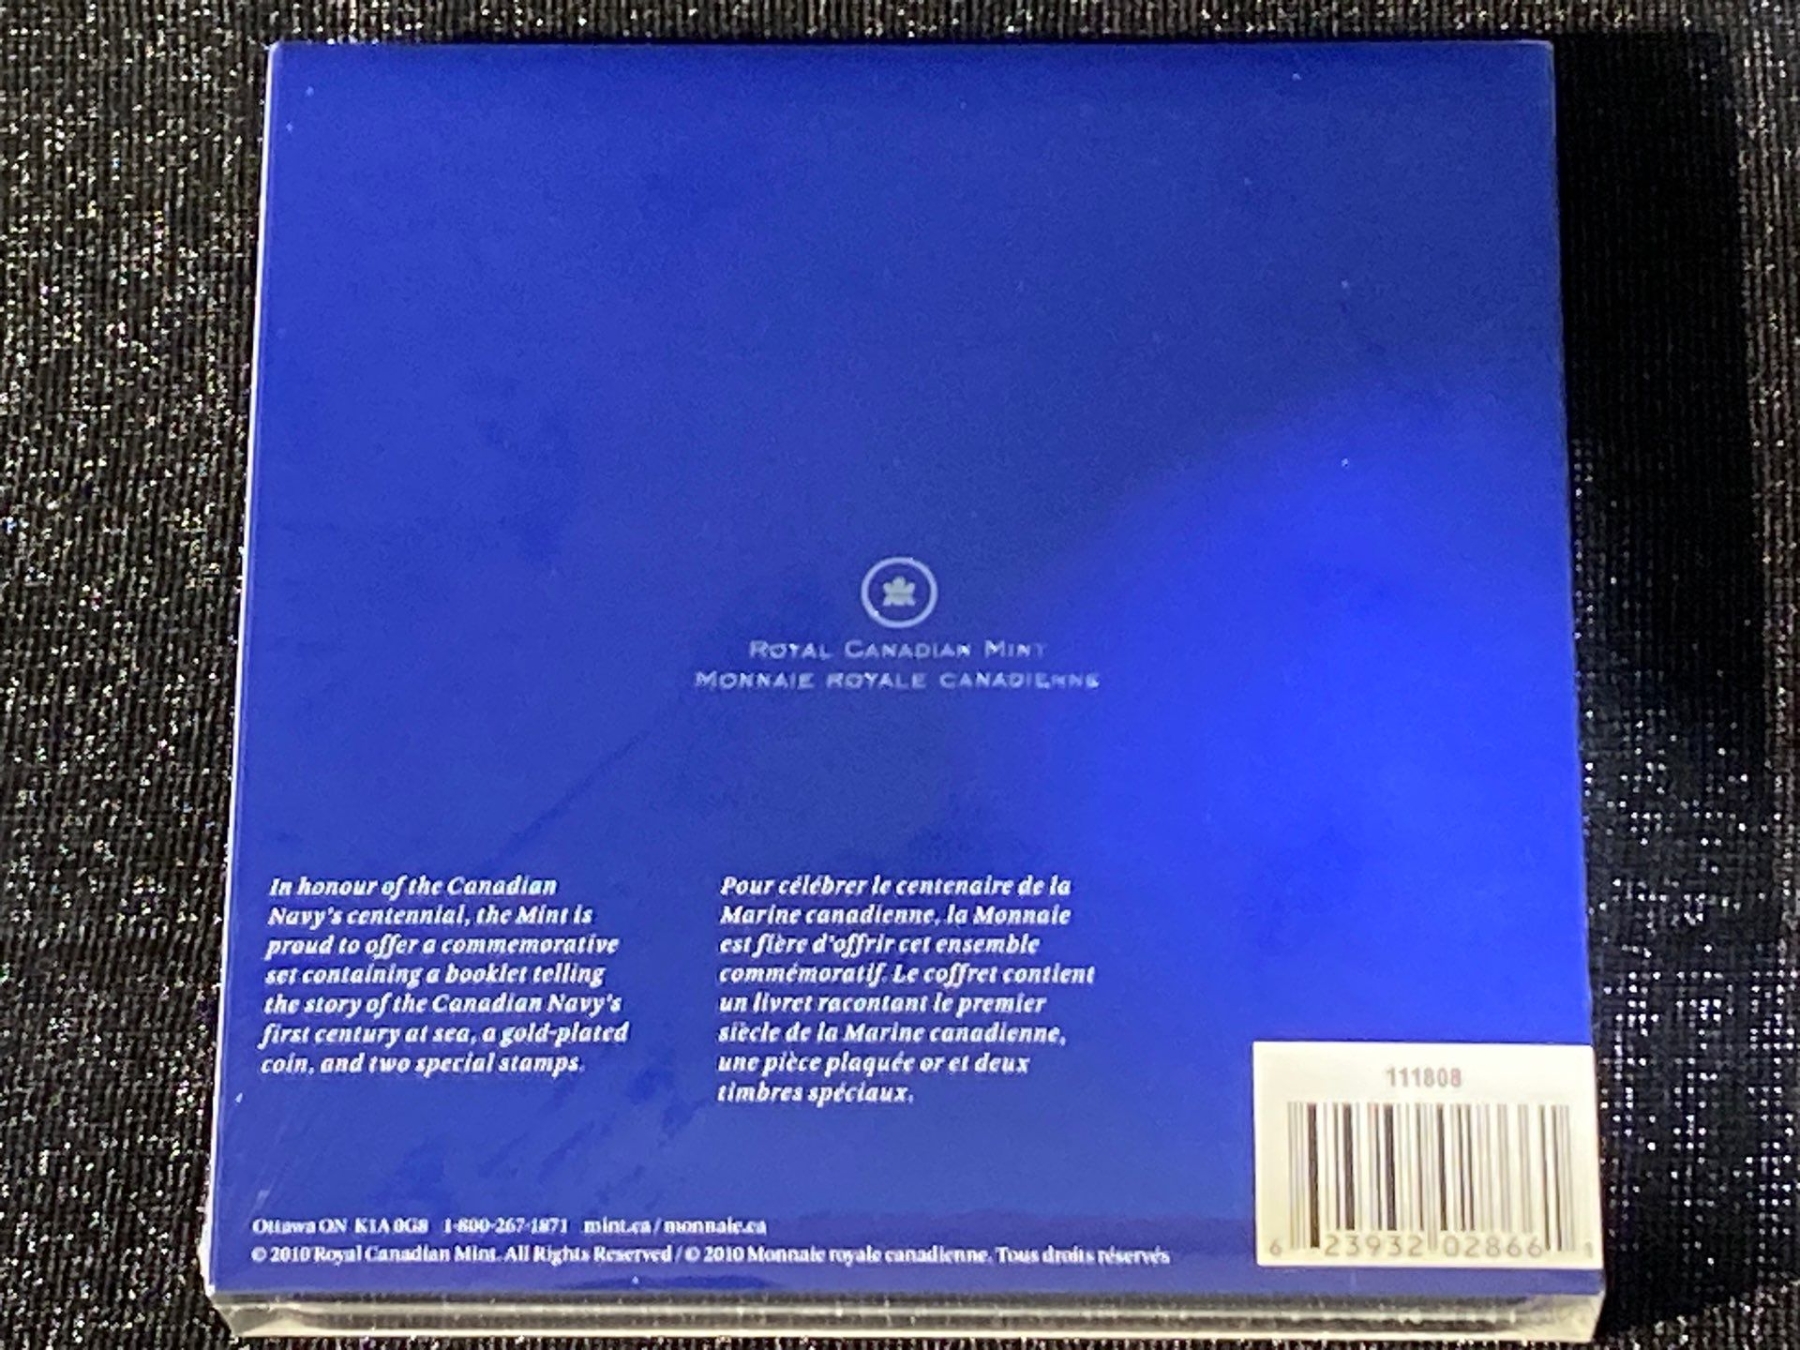 ROYAL CANADIAN MINT
MONNAIE ROYALE CANADIENNE
In honour of the Canadian
Navy's centennial, the Mint is
proud to offer a commemorative
set containing a booklet telling
the story of the Canadian Navy's
first century at sea, a gold-plated
coin, and two special stamps.
Pour célébrer le centenaire de la
Marine canadienne, la Monnaie
est fière d'offrir cet ensemble
commémoratif. Le coffret contient
un livret racontant le premier
siècle de la Marine canadienne,
une pièce plaquée or et deux
timbres spéciaux.
Ottawa ON K1A 0G8 1-800-267-1871 mint.ca / monnaie.ca
© 2010 Royal Canadian Mint. All Rights Reserved / © 2010 Monnaie royale canadienne. Tous droits réservés
111808
6 23932 02866 1